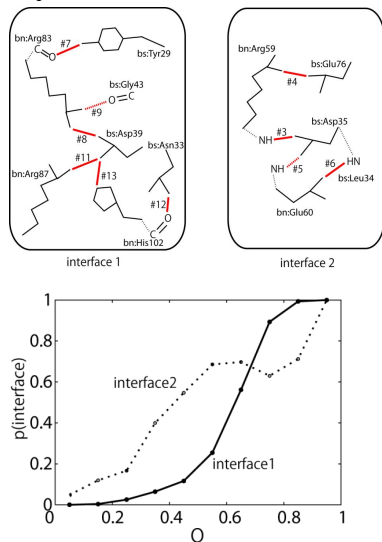 bn:Arg83
#7
C
O
bs:Tyr29
bs:Gly43
O
C
#9
#8
bs:Asp39
bs:Asn33
#11
bn:Arg87
#13
#12
O
C
bn:His102
interface 1
bn:Arg59
bs:Glu76
#4
bs:Asp35
NH
#3
#5
#6
HN
NH
bs:Leu34
bn:Glu60
interface 2
p(interface)
1
0.8
0.6
0.4
0.2
0
interface2
interface1
0 0.2 0.4 0.6 0.8 1
Q